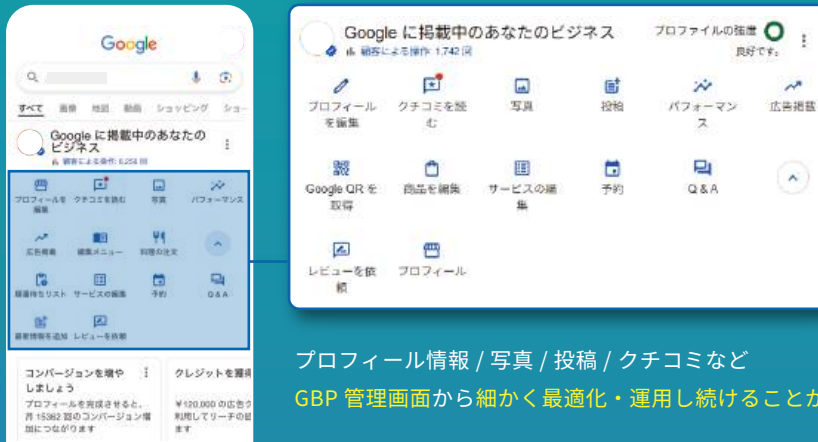 Google
すべて 画像 地図 動画 ショッピング ショ
Google に掲載中のあなたの
ビジネス
顧客による操作: 6,254 回
プロフィールを
編集
クチコミを読む
写真
パフォーマンス
広告掲載
編集メニュー
料理の注文
順番待ちリスト
サービスの編集
予約
Q&A
最新情報を追加
レビューを依頼
コンバージョンを増や
しましょう
プロフィールを完成させると、
月 15362 回のコンバージョン増
加につながります
クレジットを獲得
¥120,000 の広告ク
利用してリーチの
ます
Google に掲載中のあなたのビジネス
顧客による操作 1,742 回
プロファイルの強度
良好です。
プロフィール
を編集
クチコミを読
む
写真
投稿
パフォーマン
ス
広告掲載
Google QR を
取得
商品を編集
サービスの編
集
予約
Q&A
レビューを依
頼
プロフィール
プロフィール情報 / 写真 / 投稿 / クチコミなど
GBP 管理画面から細かく最適化・運用し続けることが